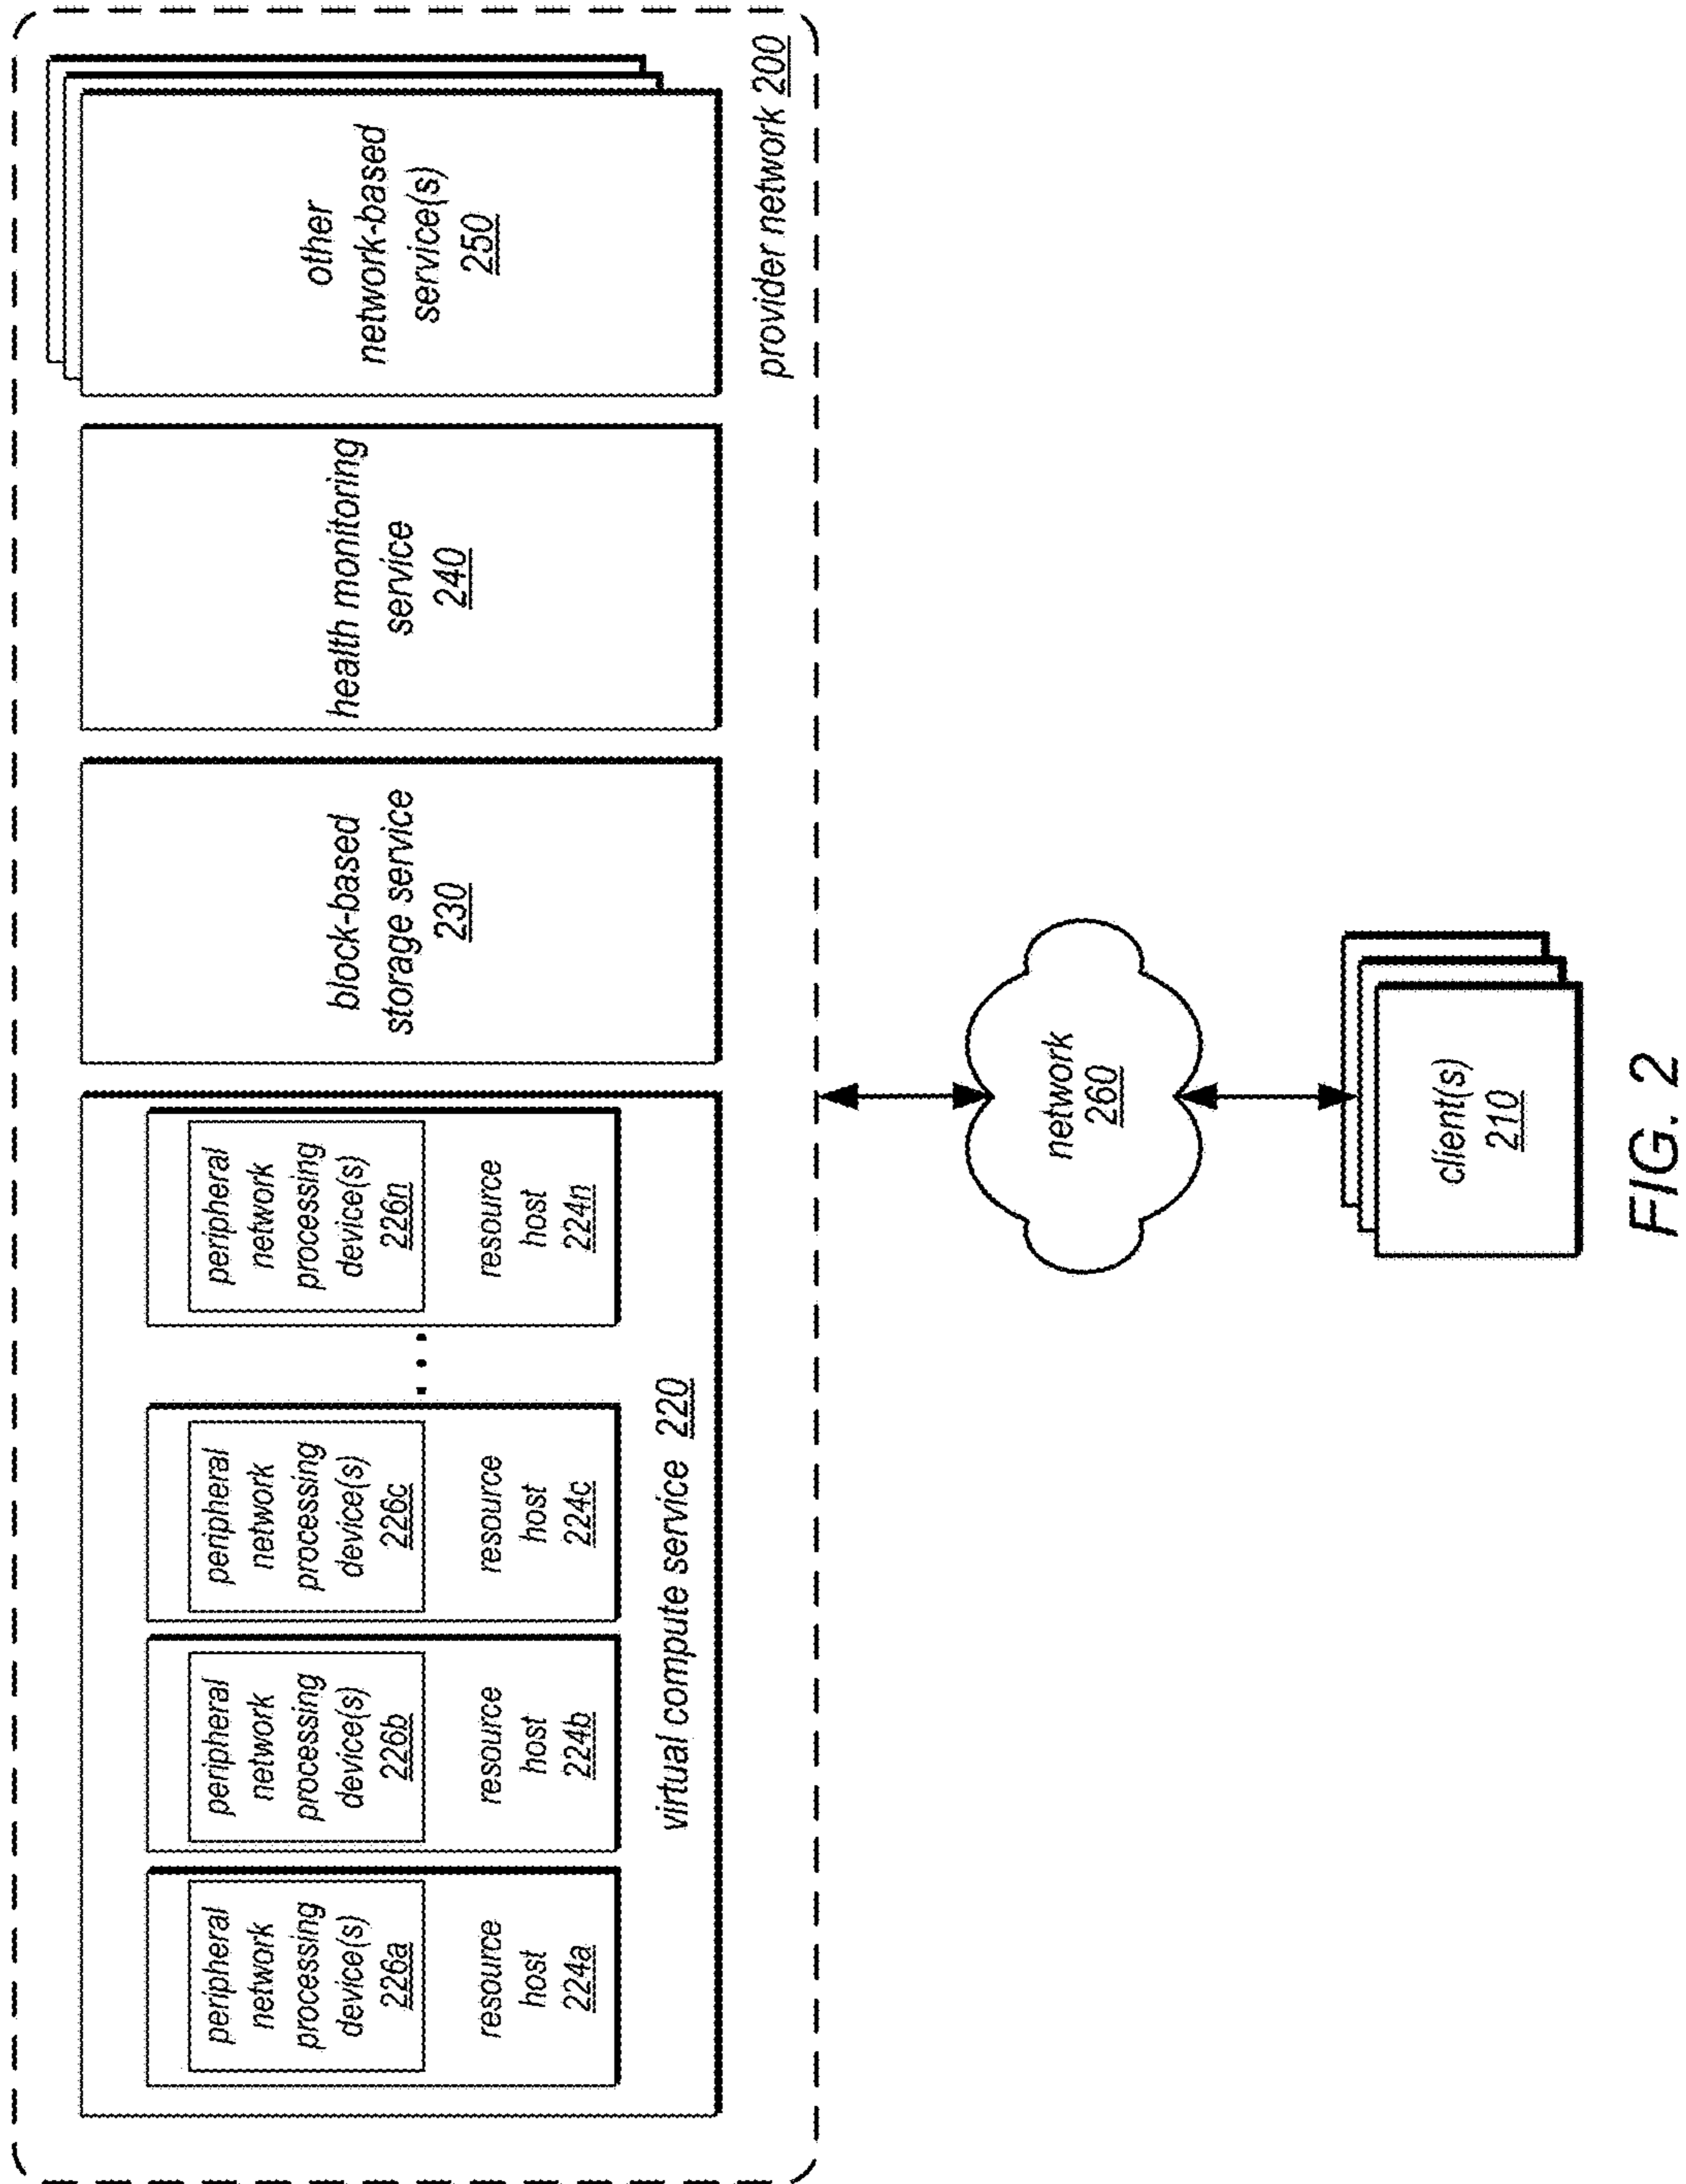 peripheral
network
processing
device(s)
226a
resource
host
224a
peripheral
network
processing
device(s)
226b
resource
host
224b
peripheral
network
processing
device(s)
226c
resource
host
224c
...
peripheral
network
processing
device(s)
226n
resource
host
224n
virtual compute service 220
block-based
storage service
230
health monitoring
service
240
other
network-based
service(s)
250
provider network 200
network
260
client(s)
210
FIG. 2